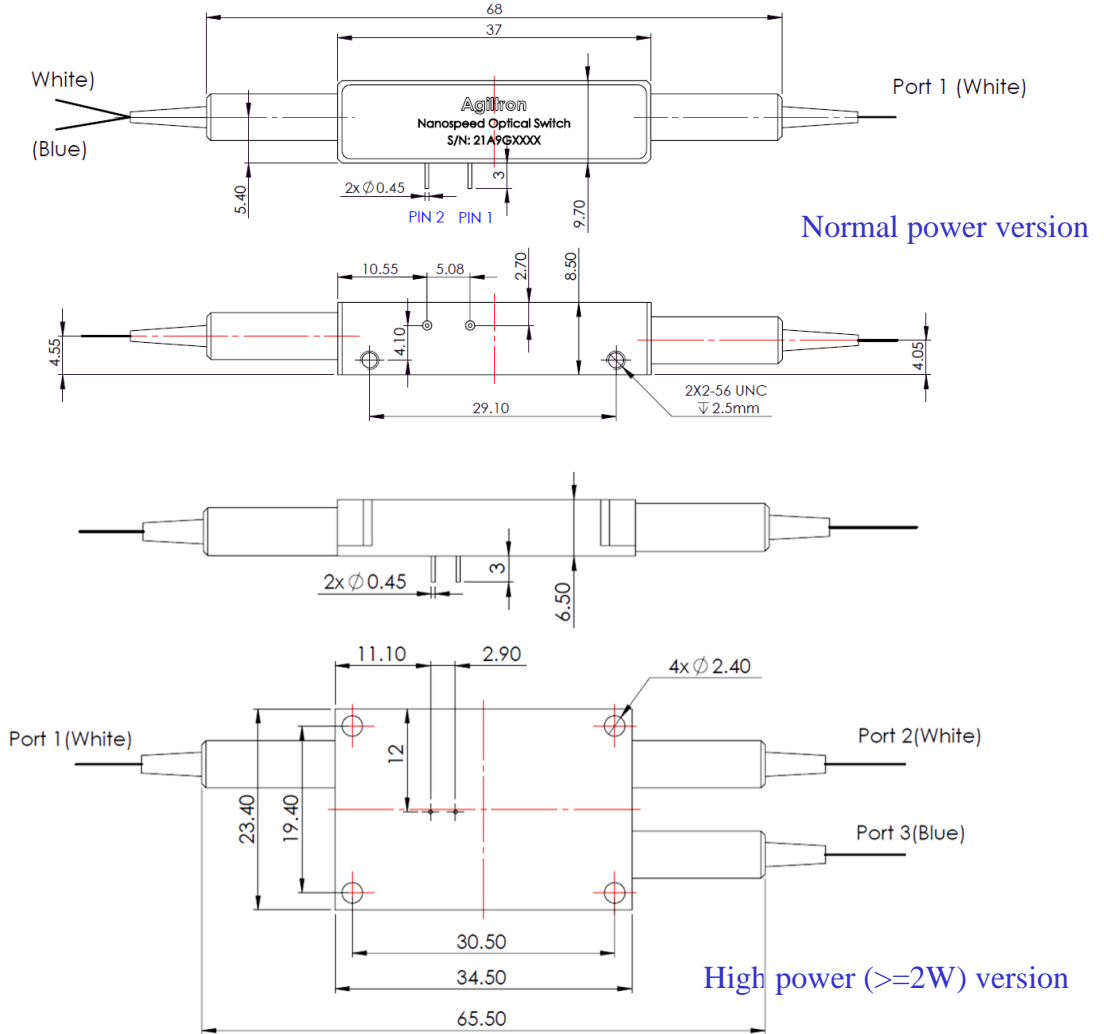 68
37
White)
(Blue)
Agiltron
Nanospeed Optical Switch
S/N: 21A9GXXXX
Port 1 (White)
5.40
2x Ø0.45
3
9.70
PIN 2 PIN 1
Normal power version
10.55
5.08
2.70
8.50
4.55
4.10
4.05
29.10
2X2-56 UNC
↧ 2.5mm
2x Ø0.45
3
6.50
11.10
2.90
4x Ø 2.40
Port 1(White)
12
Port 2(White)
23.40
19.40
Port 3(Blue)
30.50
34.50
High power (>=2W) version
65.50